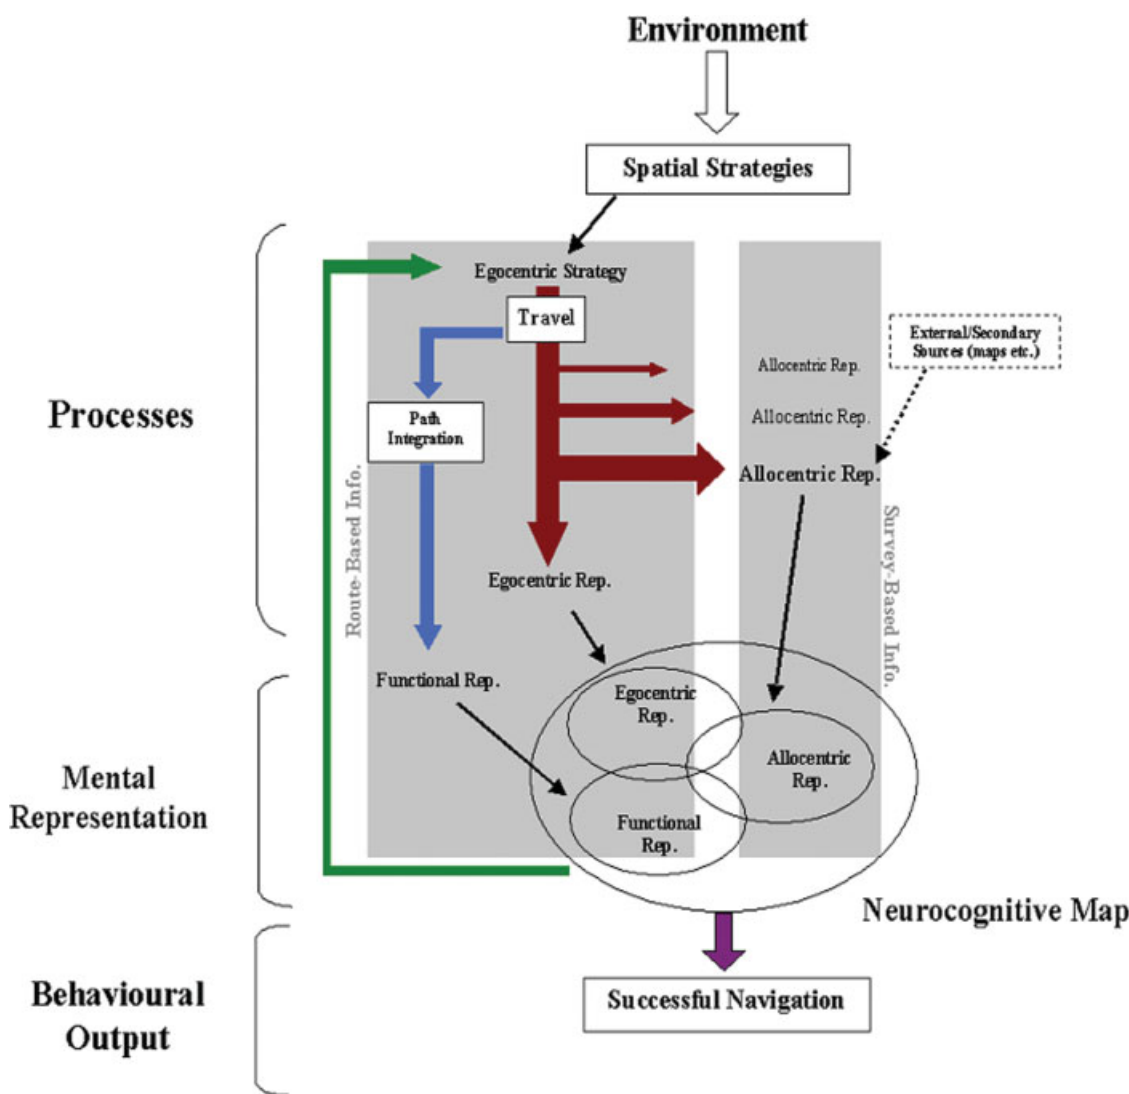 Environment
Spatial Strategies
Egocentric Strategy
Travel
External/Secondary
Sources (maps etc.)
Allocentric Rep.
Processes
Path
Integration
Allocentric Rep.
Allocentric Rep.
Route-Based Info.
Survey-Based Info.
Egocentric Rep.
Functional Rep.
Egocentric
Rep.
Allocentric
Rep.
Mental
Representation
Functional
Rep.
Neurocognitive Map
Behavioural
Output
Successful Navigation